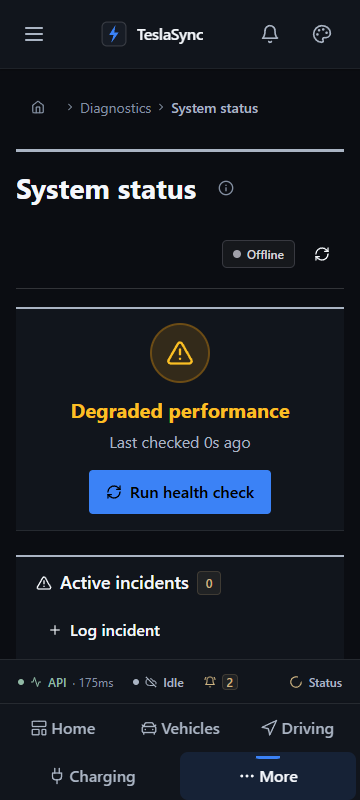 TeslaSync
Diagnostics System status
System status
Offline
Degraded performance
Last checked 0s ago
Run health check
Active incidents 0
Log incident
API · 175ms Idle 2 Status
Home Vehicles Driving
Charging More